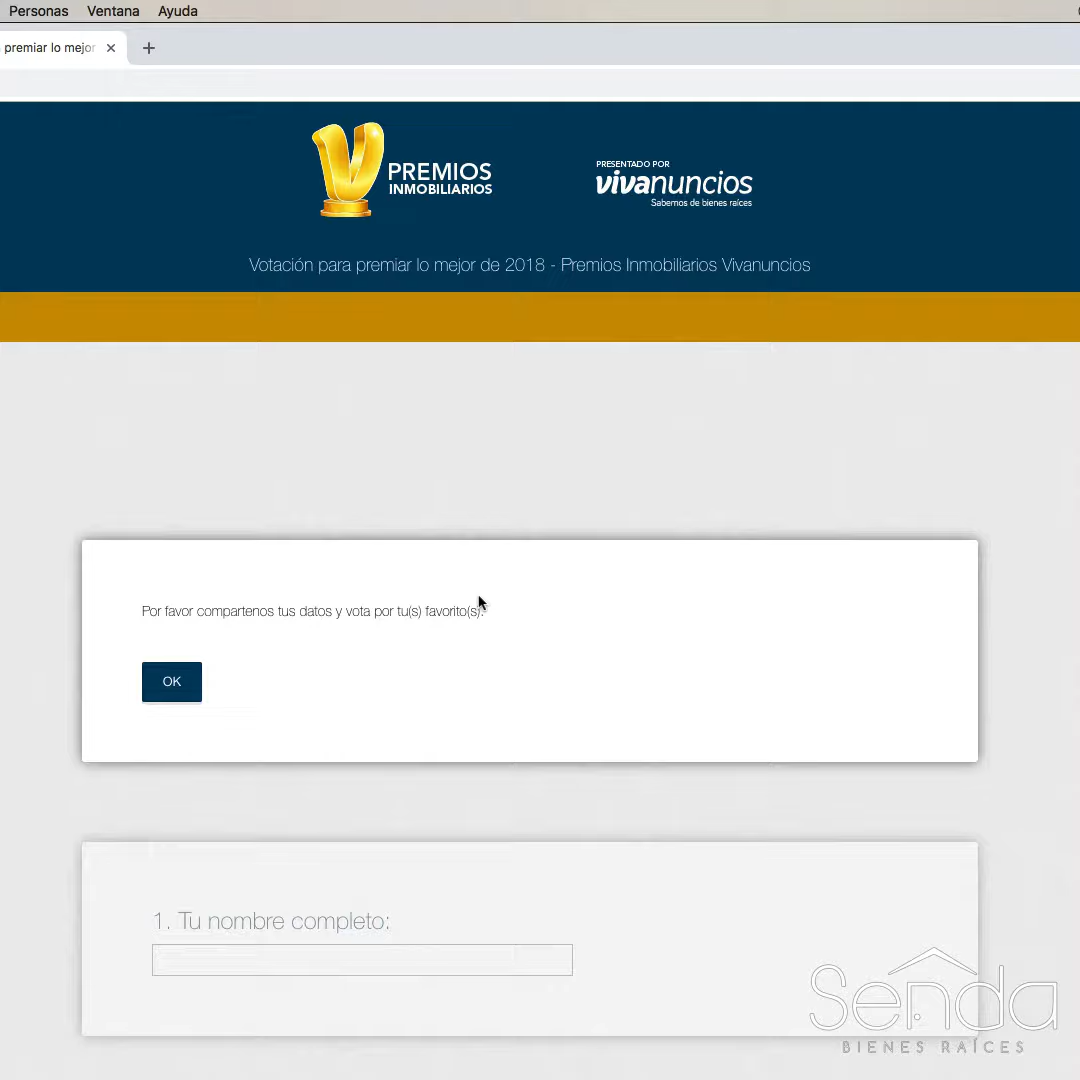 Personas Ventana Ayuda
premiar lo mejor
PREMIOS
INMOBILIARIOS
PRESENTADO POR
vivanuncios
Sabemos de bienes raíces
Votación para premiar lo mejor de 2018 - Premios Inmobiliarios Vivanuncios
Por favor compartenos tus datos y vota por tu(s) favorito(s).
OK
1. Tu nombre completo:
Senda
BIENES RAÍCES